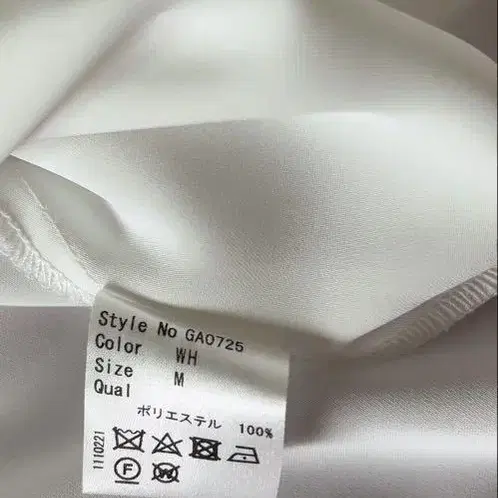 Style No GA0725
Color WH
Size M
Qual
ポリエステル 100%
1110221
F
W